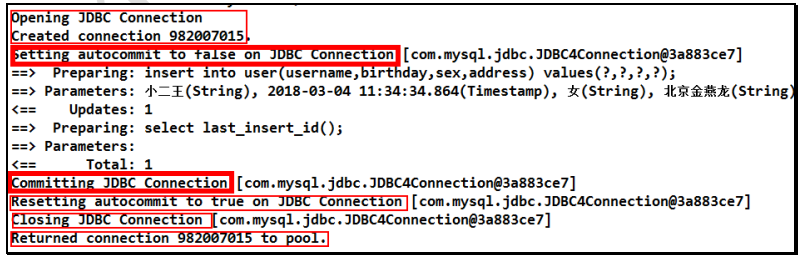 Opening JDBC Connection
Created connection 982007015.
Setting autocommit to false on JDBC Connection [com.mysql.jdbc.JDBC4Connection@3a883ce7]
==>  Preparing: insert into user(username,birthday,sex,address) values(?,?,?,?);
==> Parameters: 小二王(String), 2018-03-04 11:34:34.864(Timestamp), 女(String), 北京金燕龙(String)
<==    Updates: 1
==>  Preparing: select last_insert_id();
==> Parameters:
<==      Total: 1
Committing JDBC Connection [com.mysql.jdbc.JDBC4Connection@3a883ce7]
Resetting autocommit to true on JDBC Connection [com.mysql.jdbc.JDBC4Connection@3a883ce7]
Closing JDBC Connection [com.mysql.jdbc.JDBC4Connection@3a883ce7]
Returned connection 982007015 to pool.